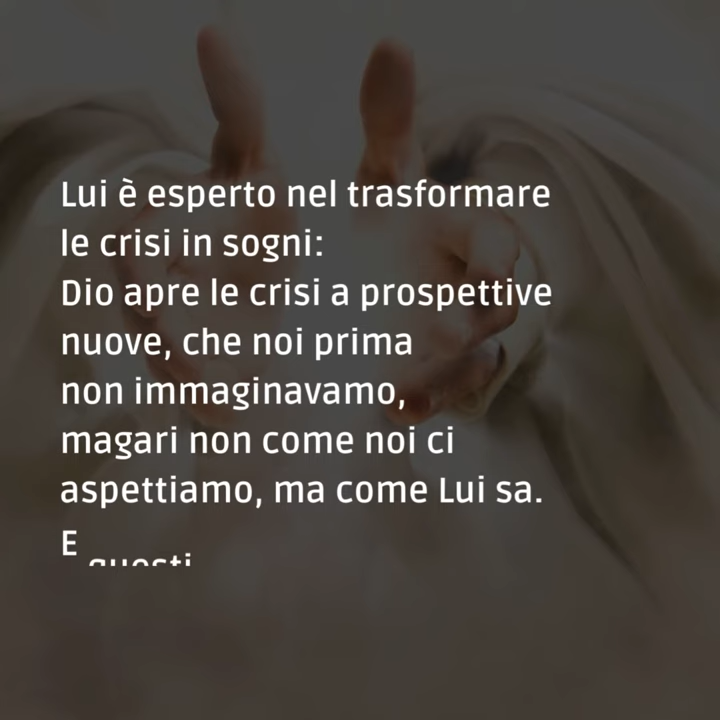 Lui è esperto nel trasformare
le crisi in sogni:
Dio apre le crisi a prospettive
nuove, che noi prima
non immaginavamo,
magari non come noi ci
aspettiamo, ma come Lui sa.
E questi